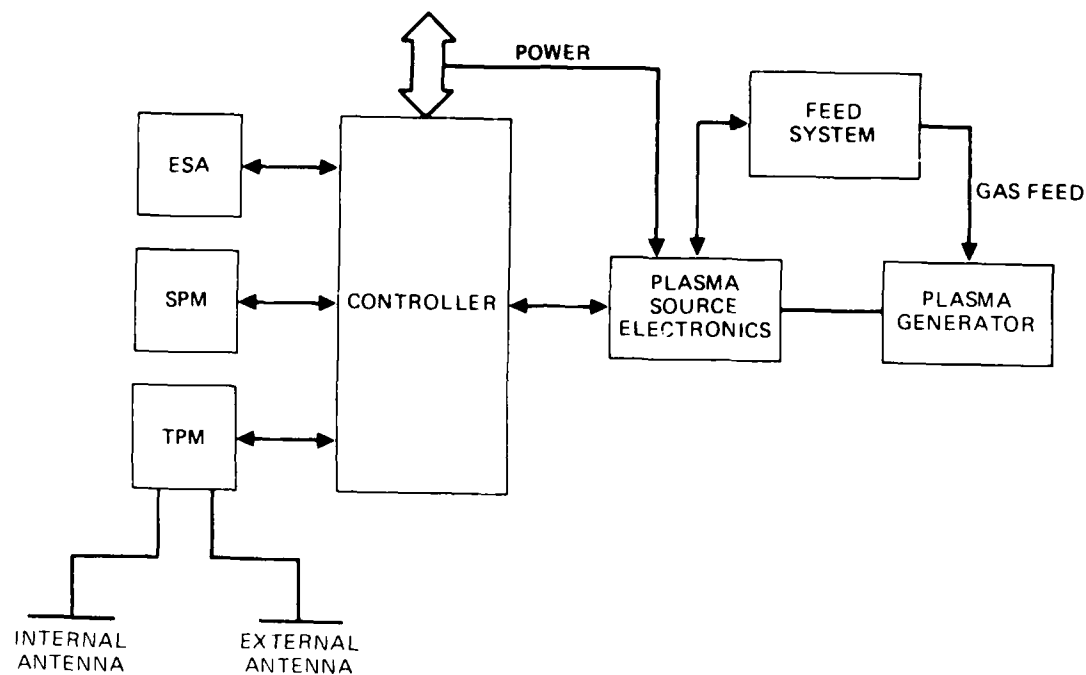 POWER
FEED
SYSTEM
ESA
GAS FEED
SPM
CONTROLLER
PLASMA
SOURCE
ELECTRONICS
PLASMA
GENERATOR
TPM
INTERNAL
ANTENNA
EXTERNAL
ANTENNA